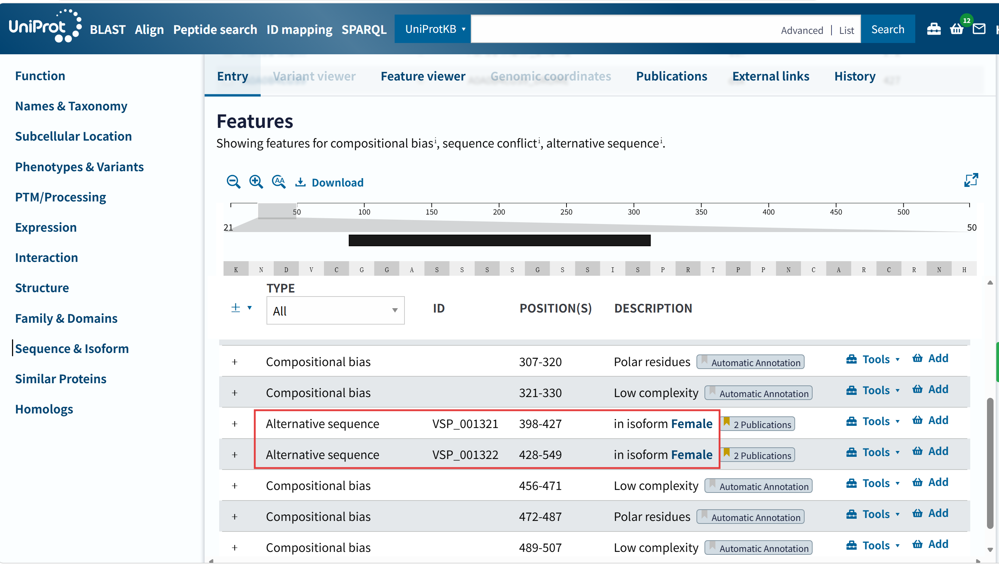 UniProt BLAST Align Peptide search ID mapping SPARQL UniProtKB Advanced | List Search 12
Function
Names & Taxonomy
Subcellular Location
Phenotypes & Variants
PTM/Processing
Expression
Interaction
Structure
Family & Domains
Sequence & Isoform
Similar Proteins
Homologs
Entry Variant viewer Feature viewer Genomic coordinates Publications External links History
Features
Showing features for compositional biasⁱ, sequence conflictⁱ, alternative sequenceⁱ.
AA Download
50 100 150 200 250 300 350 400 450 500
21 50
K N D V C G G A S S S S G S S I S P R T P P N C A R C R N H
TYPE
± All ID POSITION(S) DESCRIPTION
+ Compositional bias 307-320 Polar residues Automatic Annotation Tools Add
+ Compositional bias 321-330 Low complexity Automatic Annotation Tools Add
+ Alternative sequence VSP_001321 398-427 in isoform Female 2 Publications Tools Add
+ Alternative sequence VSP_001322 428-549 in isoform Female 2 Publications Tools Add
+ Compositional bias 456-471 Low complexity Automatic Annotation Tools Add
+ Compositional bias 472-487 Polar residues Automatic Annotation Tools Add
+ Compositional bias 489-507 Low complexity Automatic Annotation Tools Add